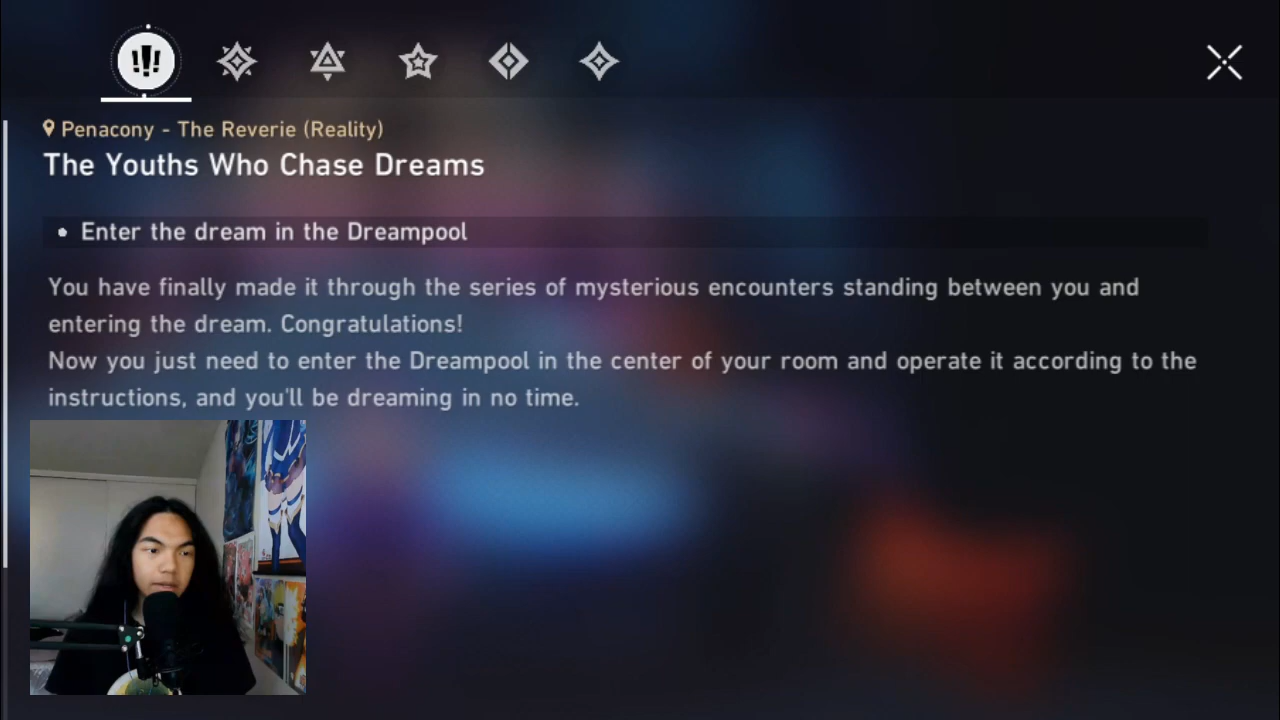 Penacony - The Reverie (Reality)
The Youths Who Chase Dreams
• Enter the dream in the Dreampool
You have finally made it through the series of mysterious encounters standing between you and
entering the dream. Congratulations!
Now you just need to enter the Dreampool in the center of your room and operate it according to the
instructions, and you'll be dreaming in no time.